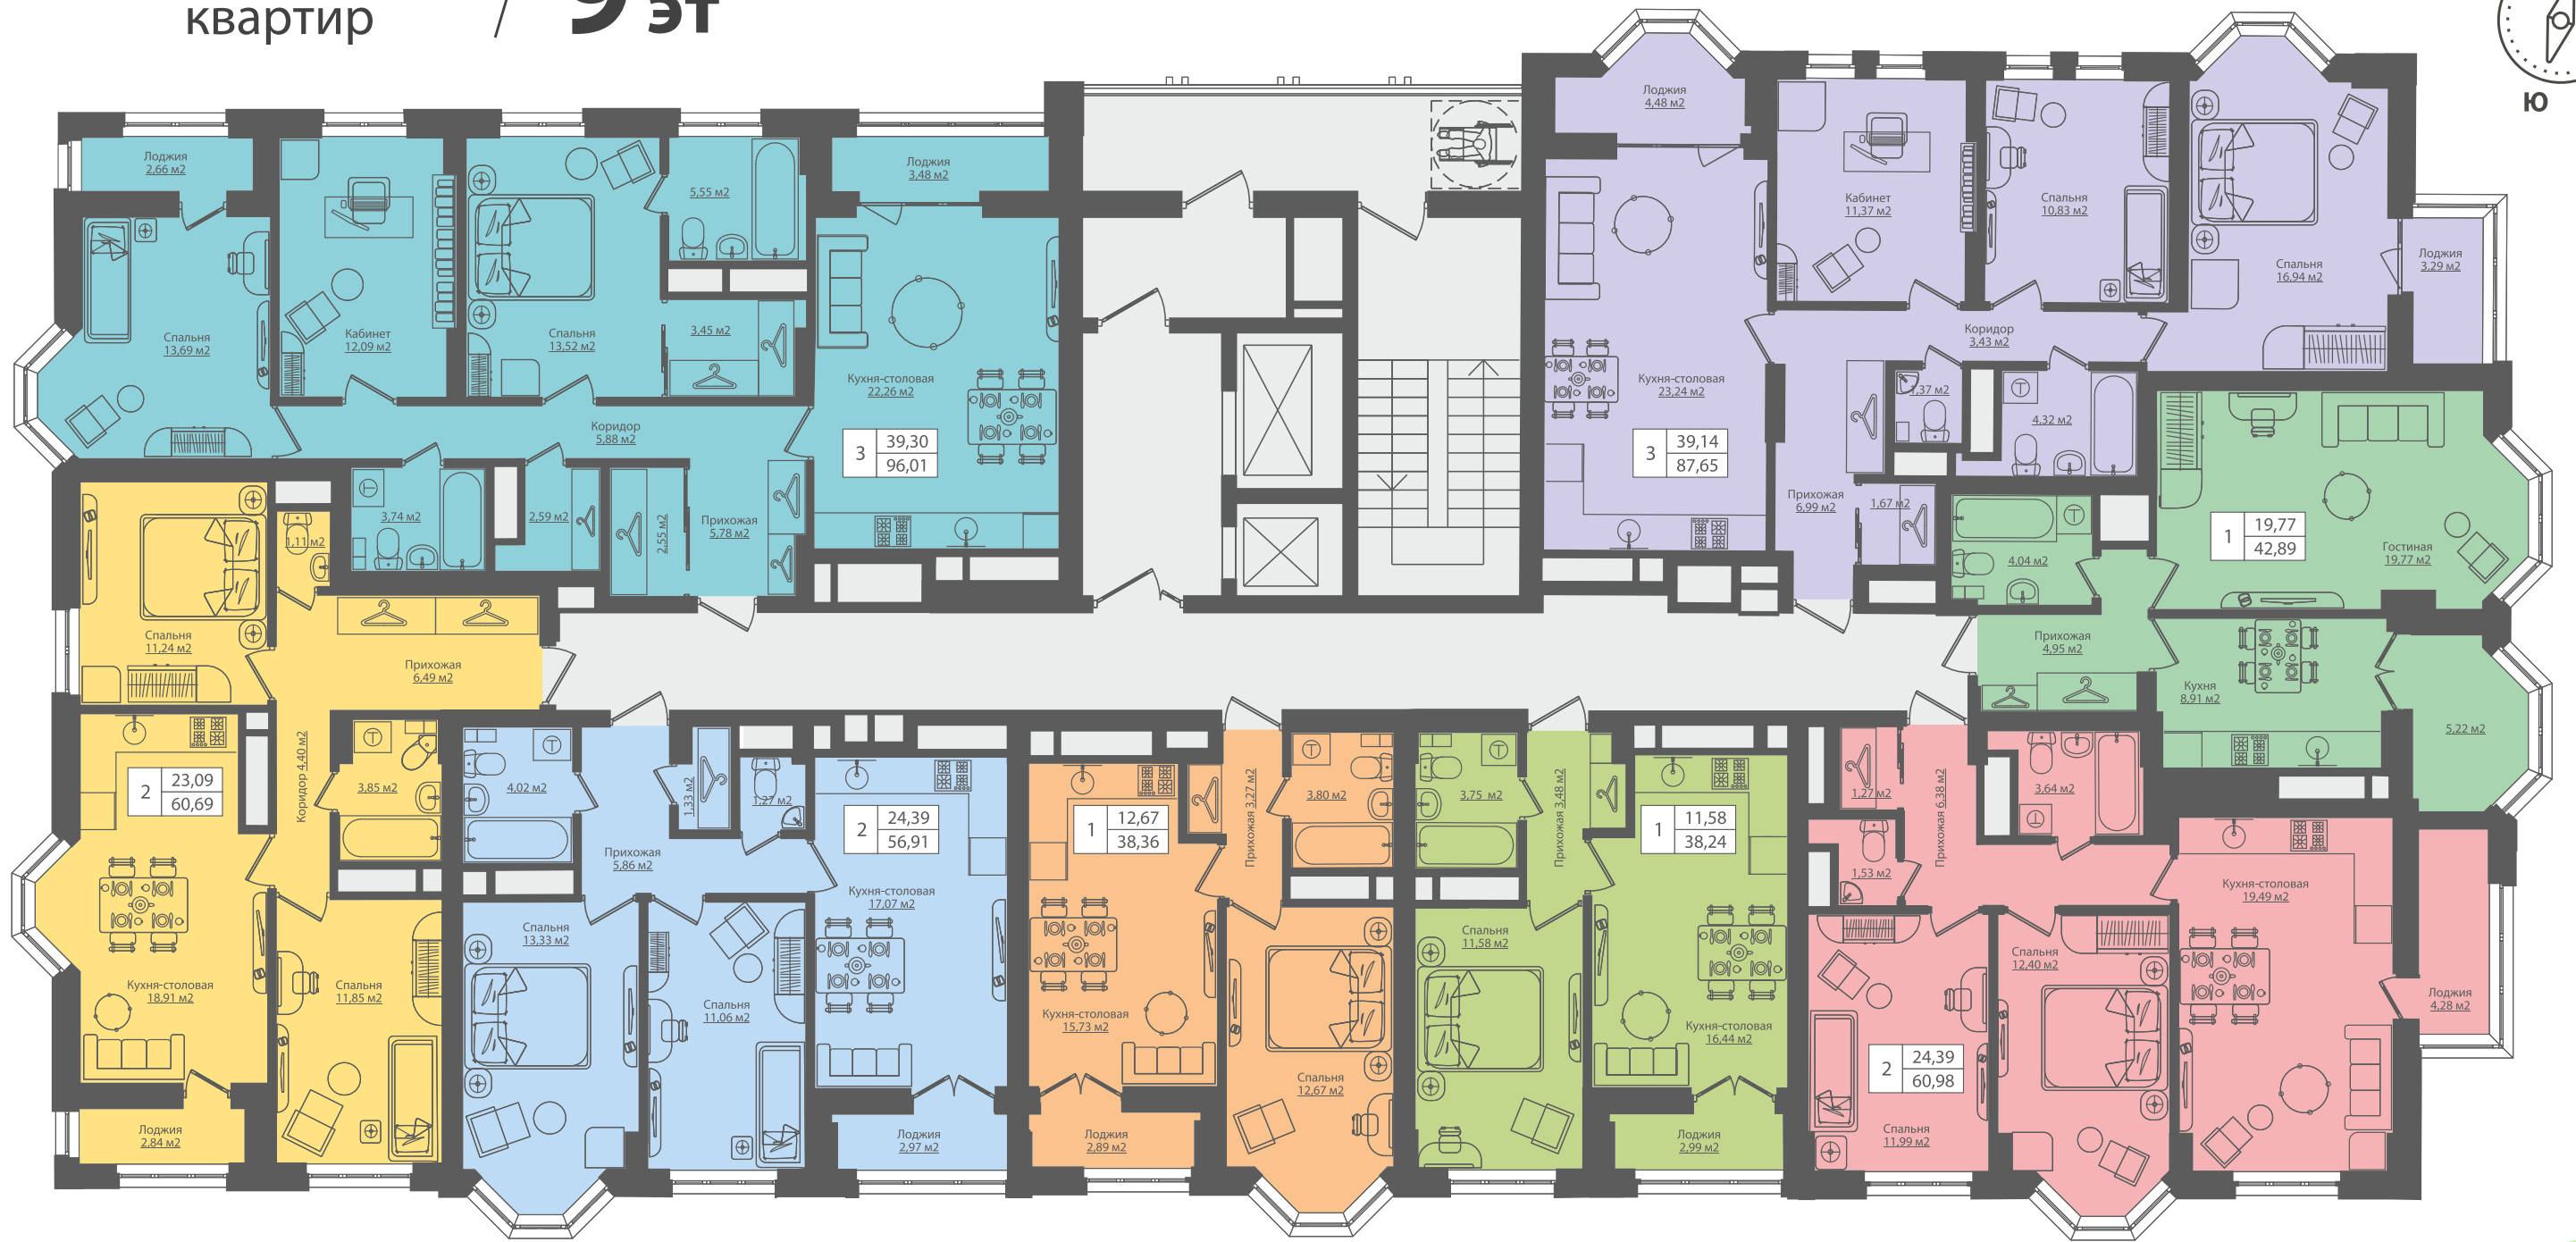 квартир
9 эт
Ю
Лоджия
2,66 м2
Спальня
13,69 м2
Кабинет
12,09 м2
Спальня
13,52 м2
5,55 м2
3,45 м2
Лоджия
3,48 м2
Кухня-столовая
22,26 м2
3
39,30
96,01
Коридор
5,88 м2
3,74 м2
2,59 м2
2,55 м2
Прихожая
5,78 м2
Лоджия
4,48 м2
Кухня-столовая
23,24 м2
3
39,14
87,65
Кабинет
11,37 м2
Спальня
10,83 м2
Спальня
16,94 м2
Лоджия
3,29 м2
Коридор
3,43 м2
1,37 м2
4,32 м2
Прихожая
6,99 м2
1,67 м2
1
19,77
42,89
Гостиная
19,77 м2
4,04 м2
Прихожая
4,95 м2
Кухня
8,91 м2
5,22 м2
Спальня
11,24 м2
1,11 м2
Прихожая
6,49 м2
Коридор 4,40 м2
3,85 м2
2
23,09
60,69
Кухня-столовая
18,91 м2
Спальня
11,85 м2
Лоджия
2,84 м2
4,02 м2
Прихожая
5,86 м2
1,33 м2
1,27 м2
2
24,39
56,91
Кухня-столовая
17,07 м2
Спальня
13,33 м2
Спальня
11,06 м2
Лоджия
2,97 м2
1
12,67
38,36
Прихожая 3,27 м2
3,80 м2
Кухня-столовая
15,73 м2
Спальня
12,67 м2
Лоджия
2,89 м2
3,75 м2
Прихожая 3,48 м2
1
11,58
38,24
Спальня
11,58 м2
Кухня-столовая
16,44 м2
Лоджия
2,99 м2
1,27 м2
Прихожая 6,38 м2
3,64 м2
1,53 м2
Кухня-столовая
19,49 м2
Спальня
12,40 м2
2
24,39
60,98
Спальня
11,99 м2
Лоджия
4,28 м2